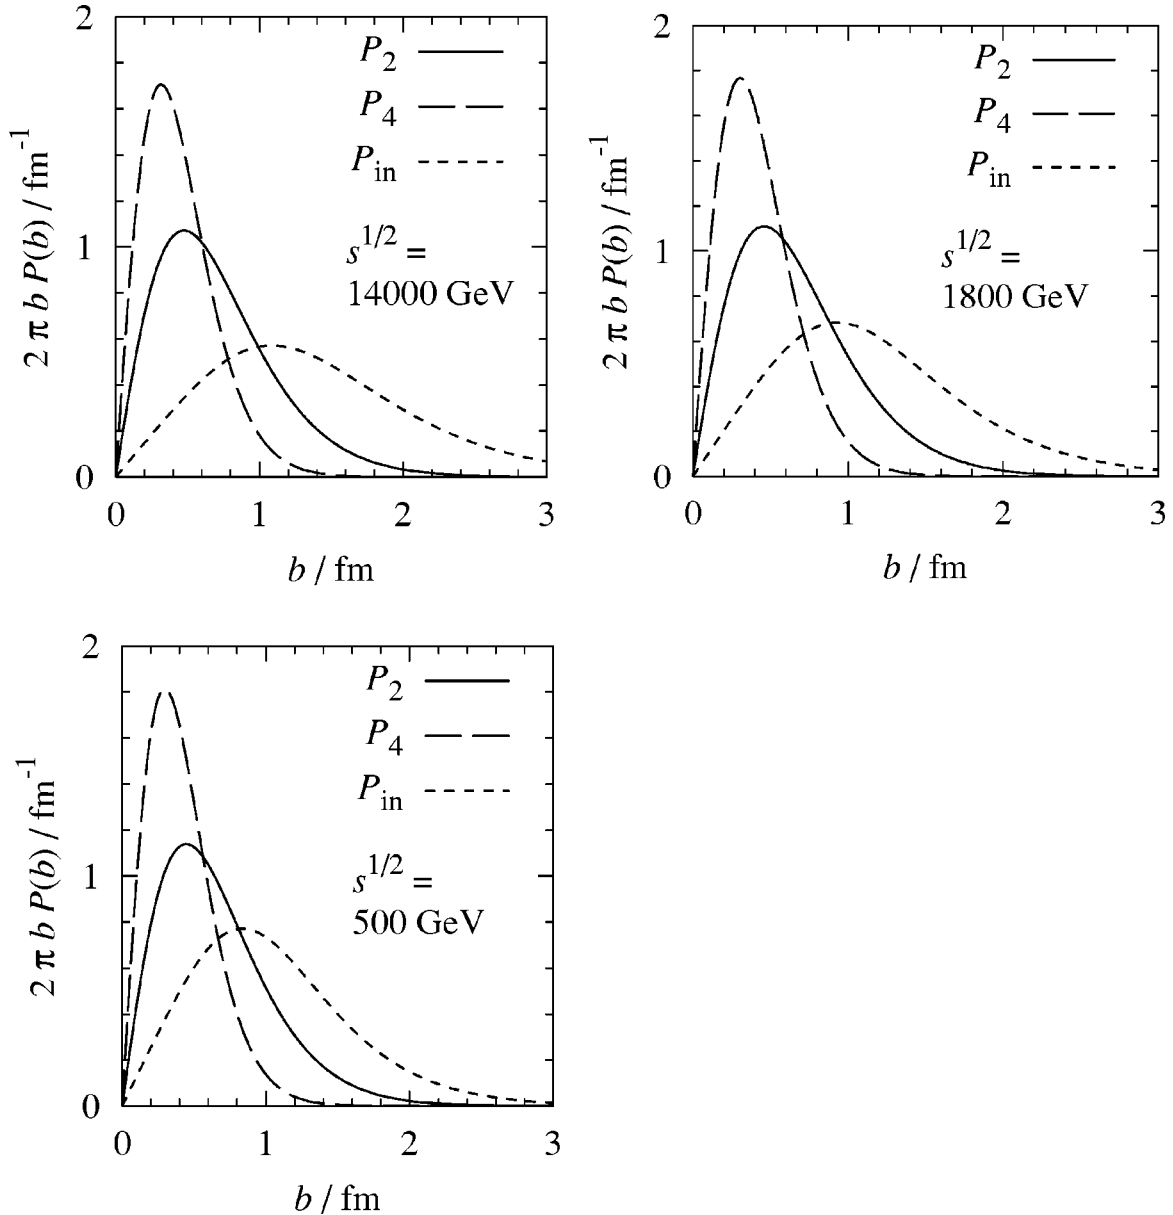 2
P2
P4
Pin
s1/2 =
14000 GeV
2 π b P(b) / fm-1
1
0
0 1 2 3
b / fm
2
P2
P4
Pin
s1/2 =
1800 GeV
2 π b P(b) / fm-1
1
0
0 1 2 3
b / fm
2
P2
P4
Pin
s1/2 =
500 GeV
2 π b P(b) / fm-1
1
0
0 1 2 3
b / fm